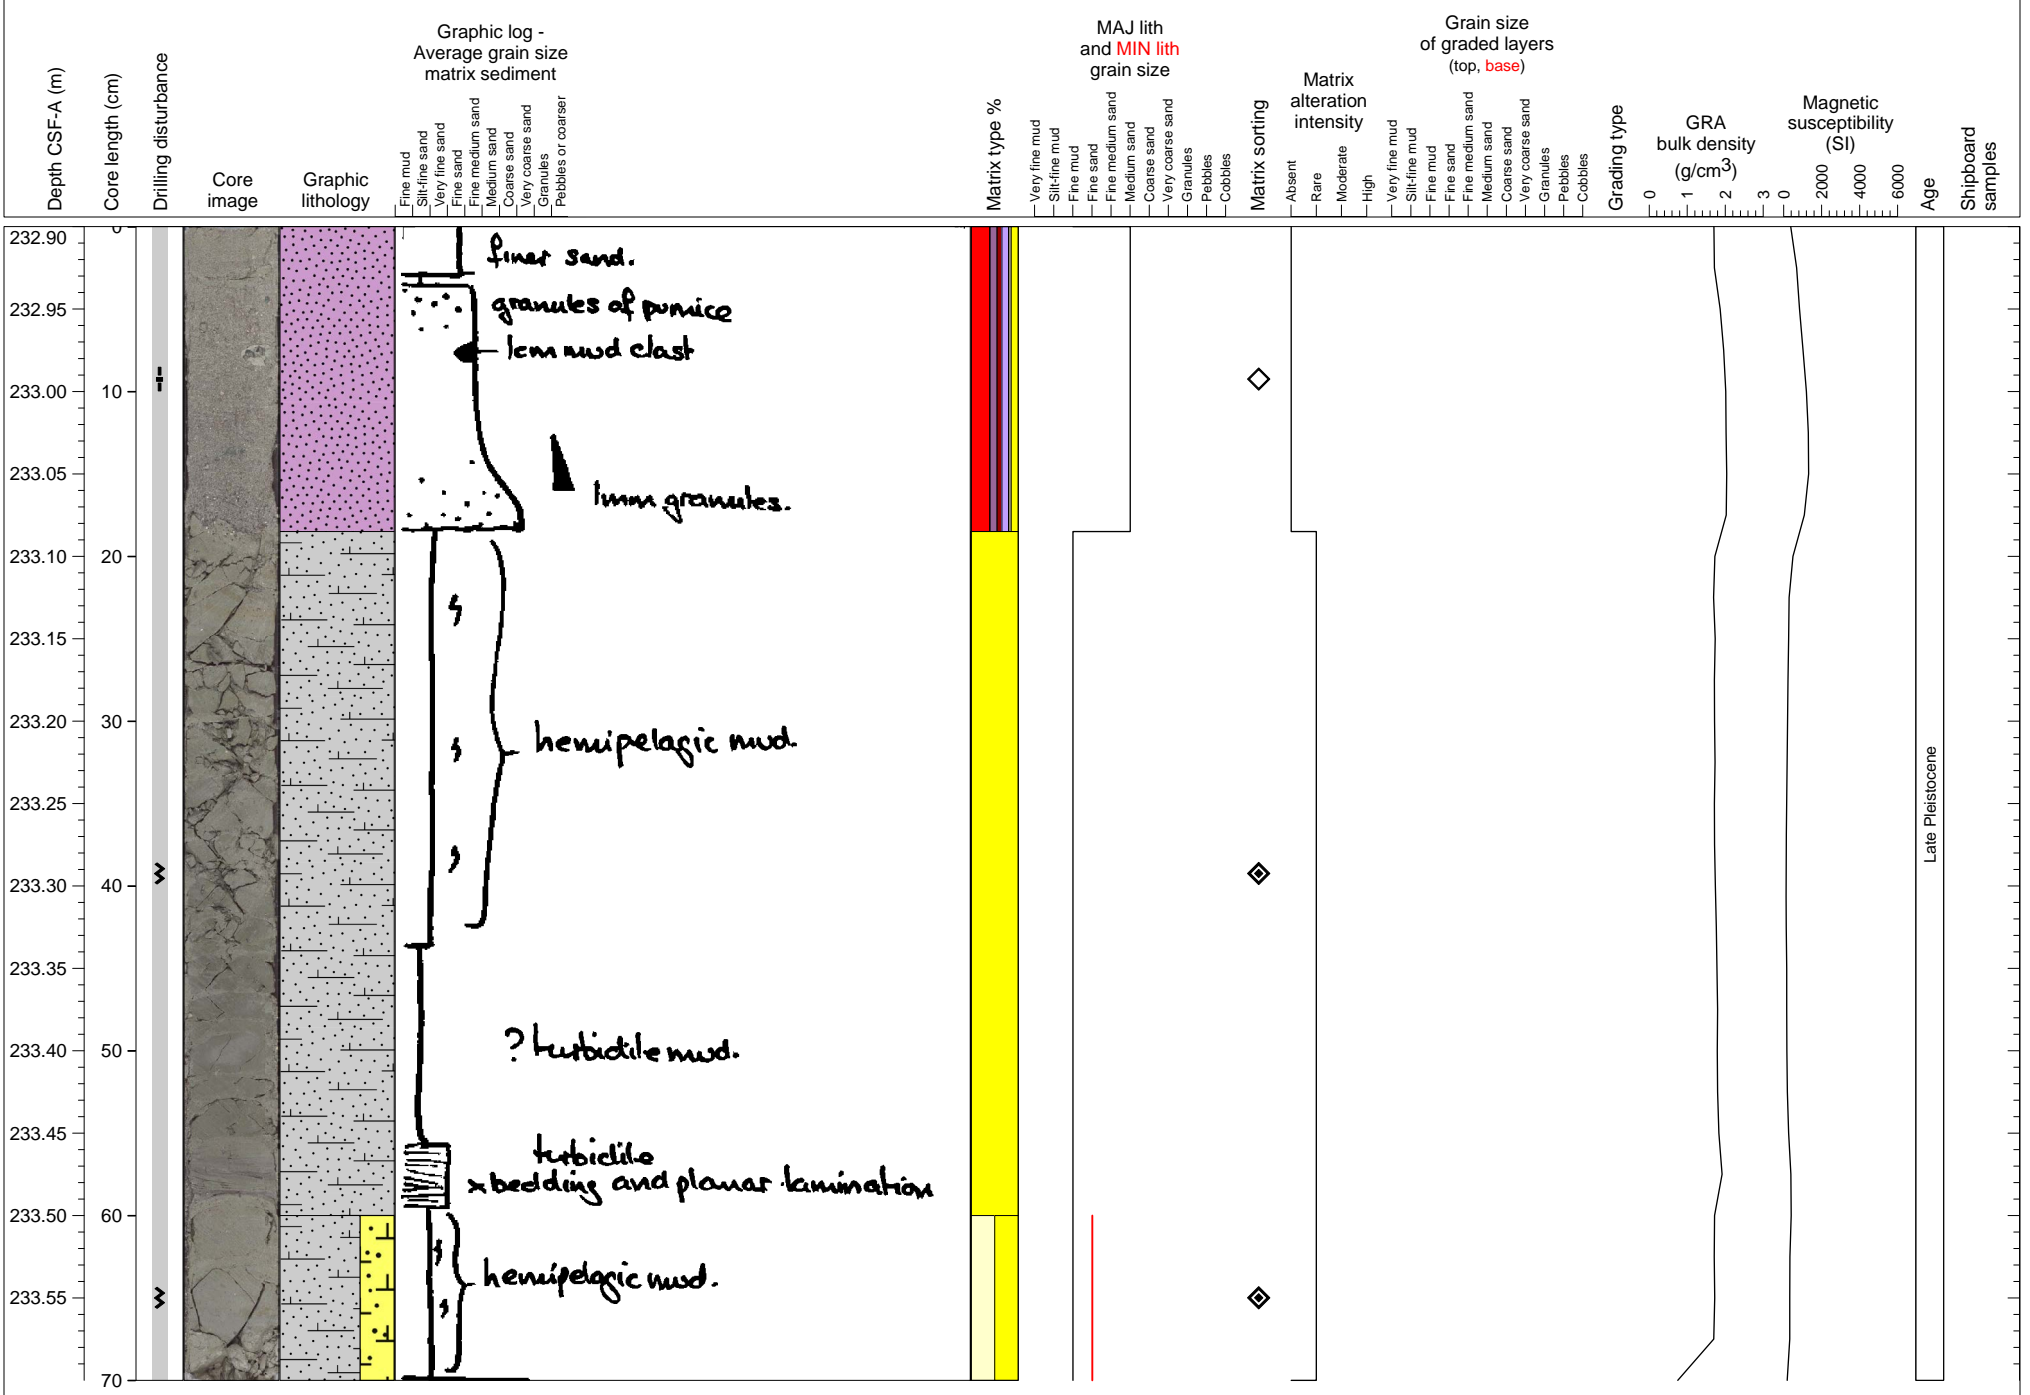 Depth CSF-A (m)
Core length (cm)
Drilling disturbance
Core
image
Graphic
lithology
Graphic log -
Average grain size
matrix sediment
Fine mud
Silt-fine sand
Very fine sand
Fine sand
Fine medium sand
Medium sand
Coarse sand
Very coarse sand
Granules
Pebbles or coarser
Matrix type %
MAJ lith
and MIN lith
grain size
Very fine mud
Silt-fine mud
Fine mud
Fine sand
Fine medium sand
Medium sand
Coarse sand
Very coarse sand
Granules
Pebbles
Cobbles
Matrix sorting
Matrix
alteration
intensity
Absent
Rare
Moderate
High
Grain size
of graded layers
(top, base)
Very fine mud
Silt-fine mud
Fine mud
Fine sand
Fine medium sand
Medium sand
Coarse sand
Very coarse sand
Granules
Pebbles
Cobbles
Grading type
GRA
bulk density
(g/cm3)
0 1 2 3
Magnetic
susceptibility
(SI)
0 2000 4000 6000
Age
Shipboard
samples
232.90 0
finer sand.
232.95
granules of pumice
1cm mud clast
233.00 10
233.05
1mm granules.
233.10 20
233.15
233.20 30
hemipelagic mud.
233.25
Late Pleistocene
233.30 40
233.35
233.40 50
? turbidite mud.
233.45
turbidite
x bedding and planar lamination
233.50 60
hemipelagic mud.
233.55
70